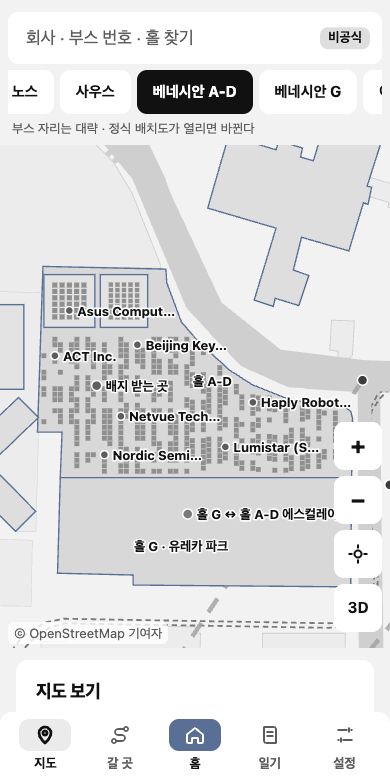 회사 · 부스 번호 · 홀 찾기
비공식
노스
사우스
베네시안 A-D
베네시안 G
부스 자리는 대략 · 정식 배치도가 열리면 바뀐다
Asus Comput...
Beijing Key...
ACT Inc.
배지 받는 곳
홀 A-D
Haply Robot...
Netvue Tech...
Lumistar (S...
Nordic Semi...
홀 G ↔ 홀 A-D 에스컬레이
홀 G · 유레카 파크
+
−
3D
© OpenStreetMap 기여자
지도 보기
지도
갈 곳
홈
일기
설정